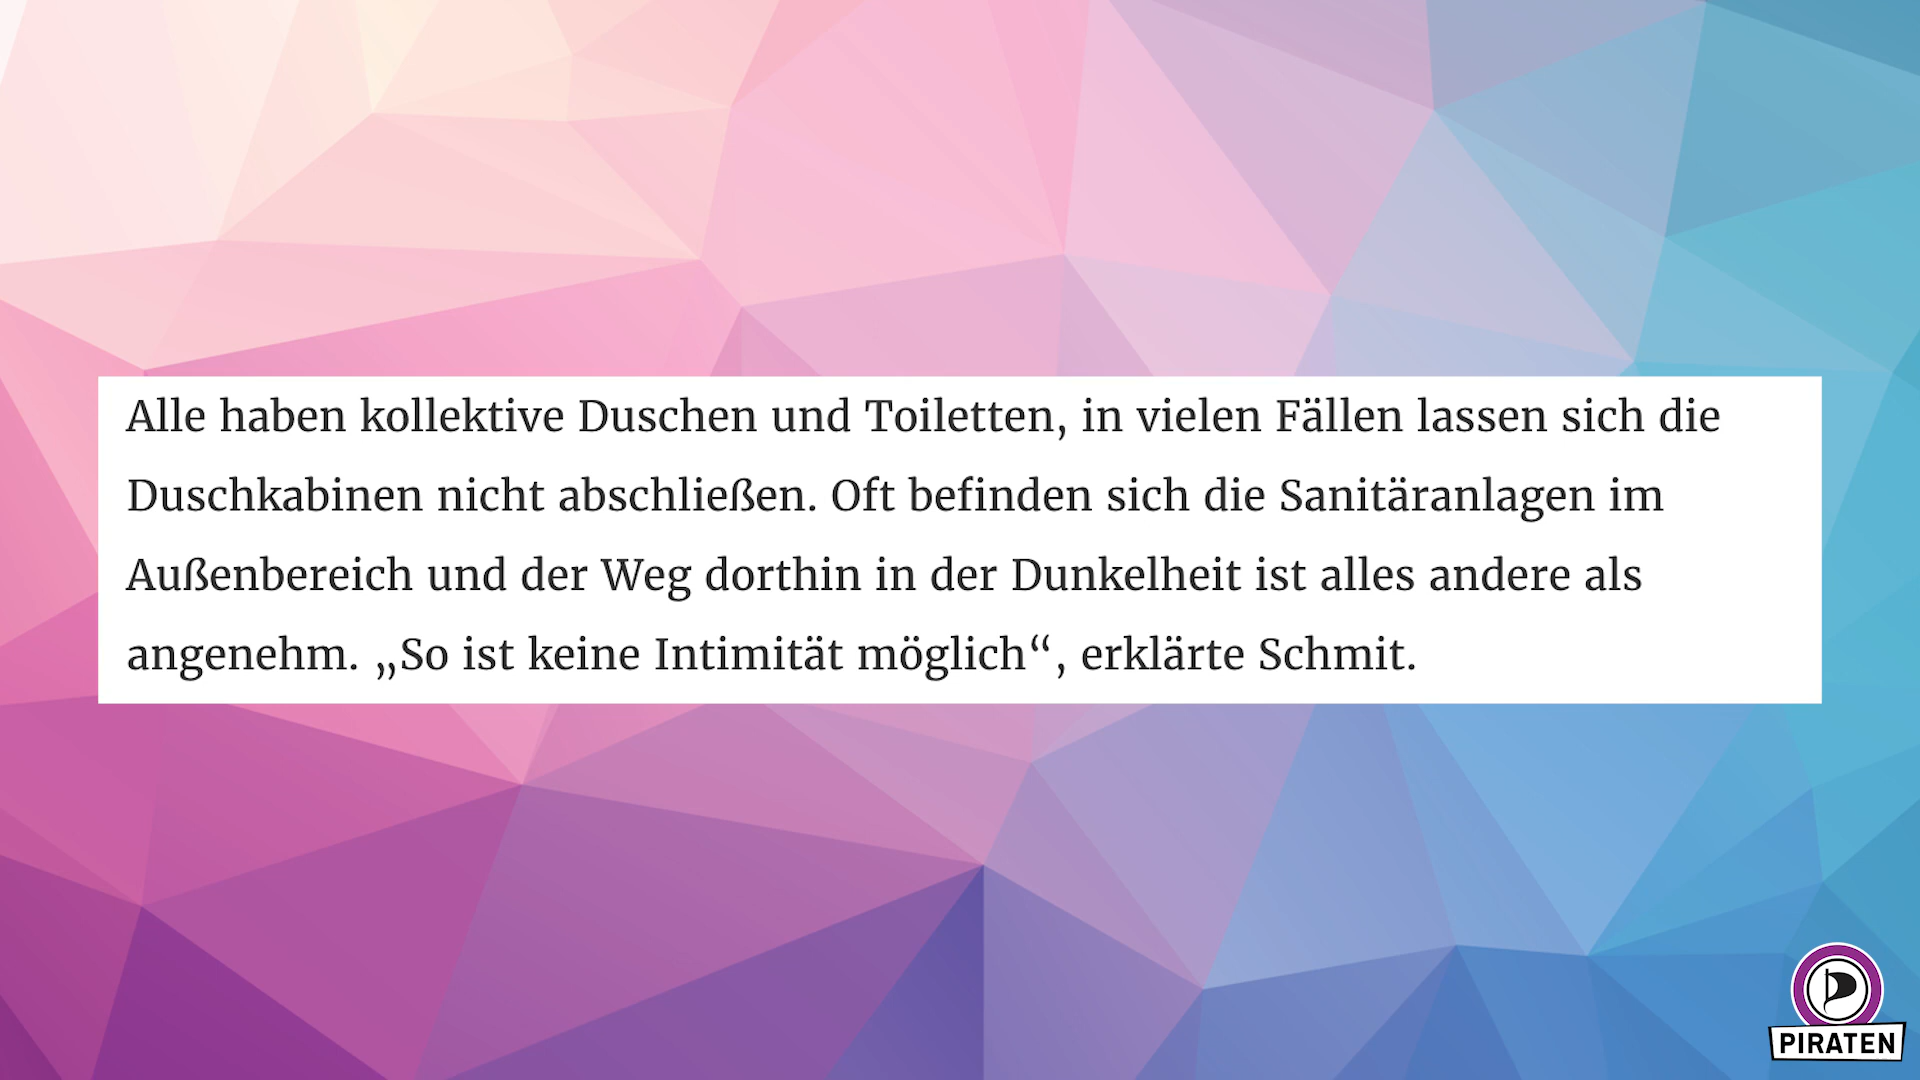 Alle haben kollektive Duschen und Toiletten, in vielen Fällen lassen sich die
Duschkabinen nicht abschließen. Oft befinden sich die Sanitäranlagen im
Außenbereich und der Weg dorthin in der Dunkelheit ist alles andere als
angenehm. „So ist keine Intimität möglich“, erklärte Schmit.
PIRATEN